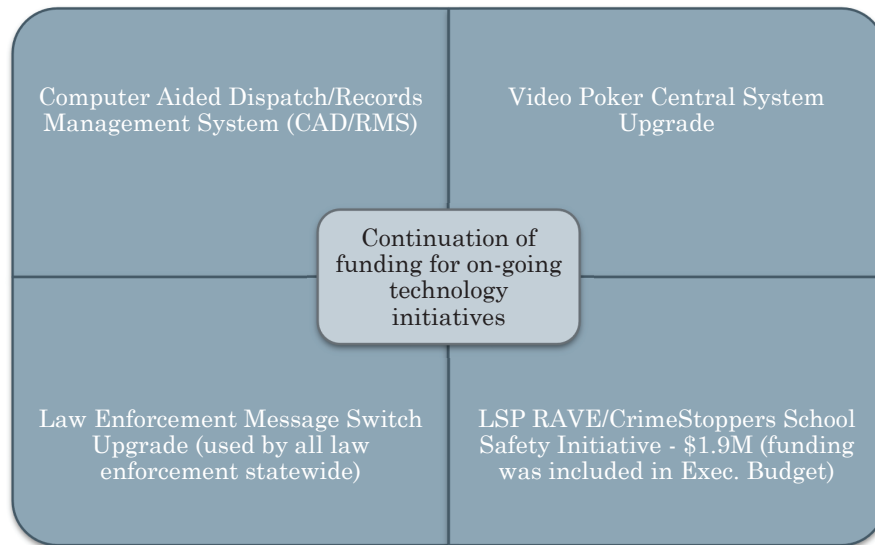 Computer Aided Dispatch/Records
Management System (CAD/RMS)
Video Poker Central System
Upgrade
Continuation of
funding for on-going
technology
initiatives
Law Enforcement Message Switch
Upgrade (used by all law
enforcement statewide)
LSP RAVE/CrimeStoppers School
Safety Initiative - $1.9M (funding
was included in Exec. Budget)